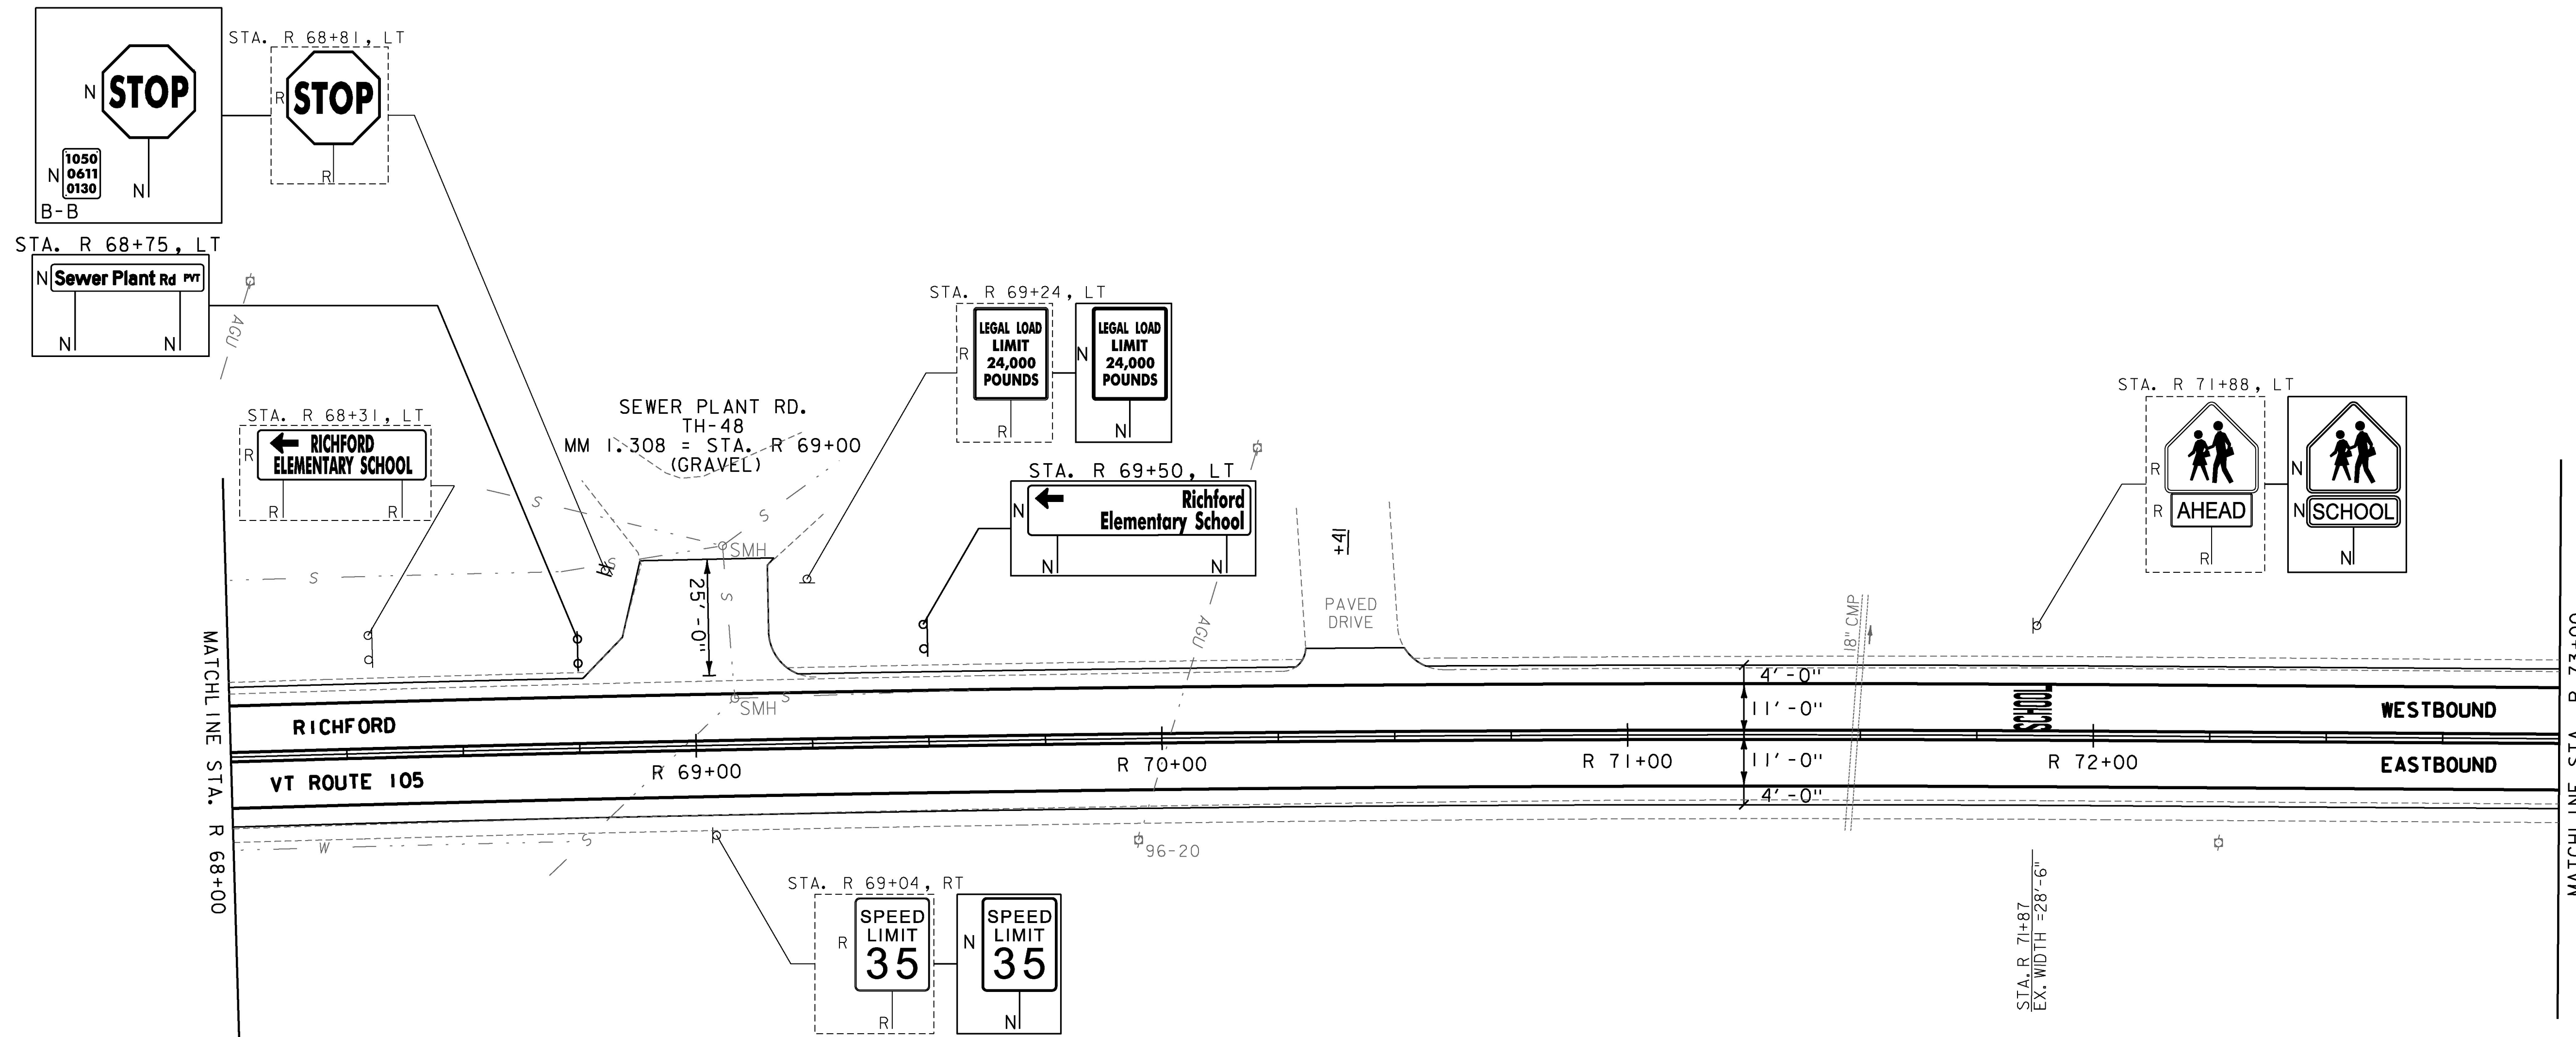 STA. R 68+81, LT
N
STOP
N
N
1050
0611
0130
B-B
R
STOP
R
STA. R 68+75, LT
N
Sewer Plant Rd PVT
N
N
AGU
STA. R 68+31, LT
R
RICHFORD
ELEMENTARY SCHOOL
R
R
SEWER PLANT RD.
TH-48
MM 1.308 = STA. R 69+00
(GRAVEL)
STA. R 69+24, LT
R
LEGAL LOAD
LIMIT
24,000
POUNDS
R
N
LEGAL LOAD
LIMIT
24,000
POUNDS
N
STA. R 69+50, LT
N
Richford
Elementary School
N
N
STA. R 71+88, LT
R
R
AHEAD
R
N
N
SCHOOL
N
S
S
S
S
S
SMH
25'-0"
AGU
+41
PAVED
DRIVE
18" CMP
SMH
S
4'-0"
11'-0"
11'-0"
4'-0"
SCHOOL
RICHFORD
WESTBOUND
VT ROUTE 105
EASTBOUND
R 69+00
R 70+00
R 71+00
R 72+00
MATCHLINE STA. R 68+00
MATCHLINE STA. R 73+00
W
S
96-20
STA. R 69+04, RT
R
SPEED
LIMIT
35
R
N
SPEED
LIMIT
35
N
STA. R 71+87
EX. WIDTH =28'-6"